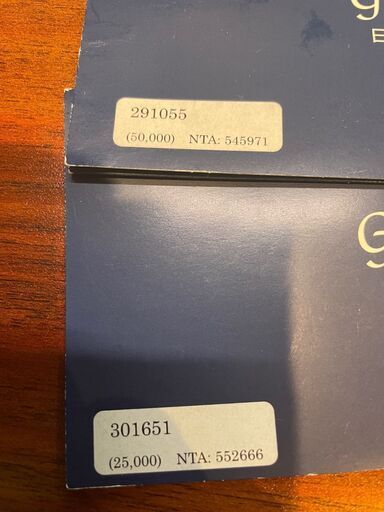 291055
(50,000) NTA: 545971
301651
(25,000) NTA: 552666